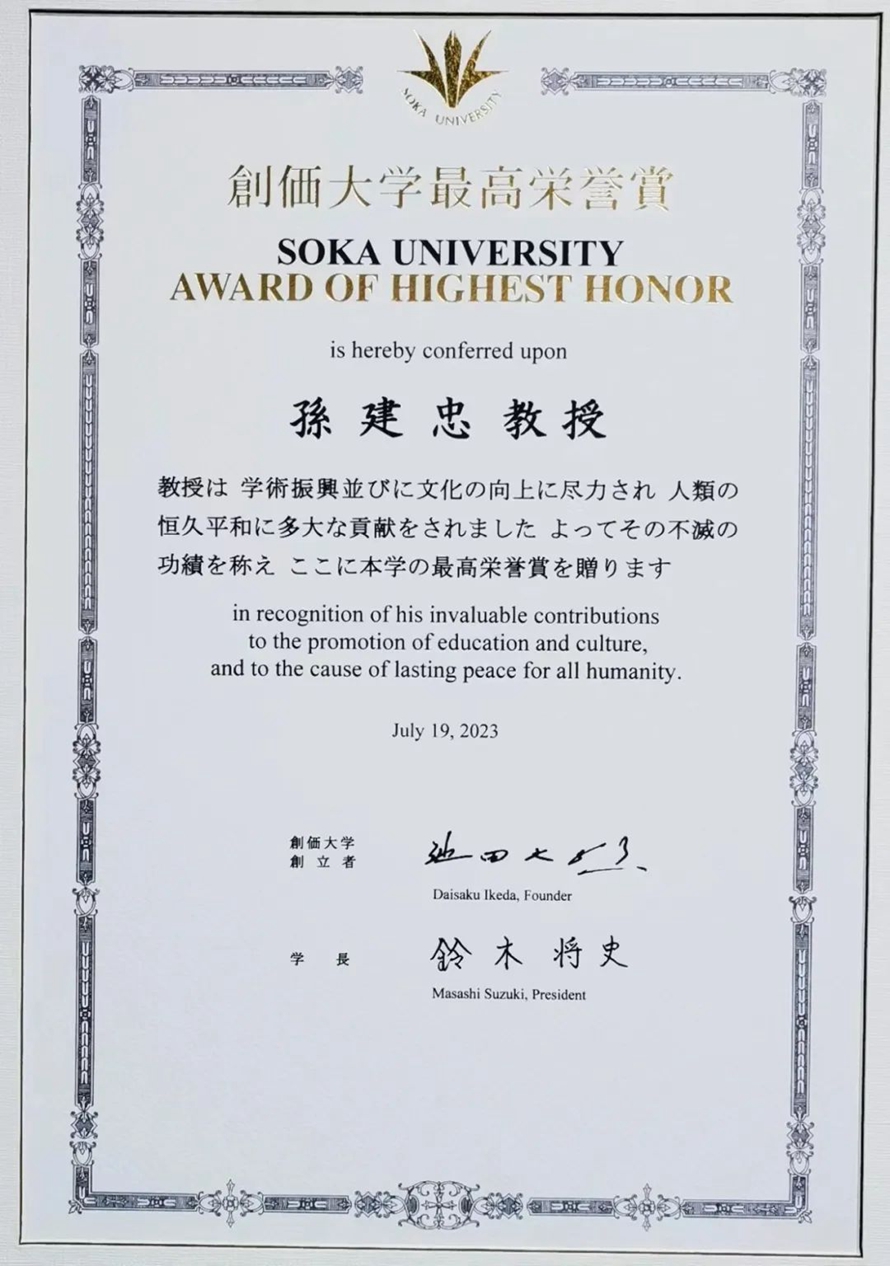 SOKA UNIVERSITY
創価大学最高栄誉賞
SOKA UNIVERSITY
AWARD OF HIGHEST HONOR
is hereby conferred upon
孫 建 忠 教 授
教授は 学術振興並びに文化の向上に尽力され 人類の
恒久平和に多大な貢献をされました よってその不滅の
功績を称え ここに本学の最高栄誉賞を贈ります
in recognition of his invaluable contributions
to the promotion of education and culture,
and to the cause of lasting peace for all humanity.
July 19, 2023
創価大学
創 立 者
池田大作
Daisaku Ikeda, Founder
学 長
鈴木 将史
Masashi Suzuki, President